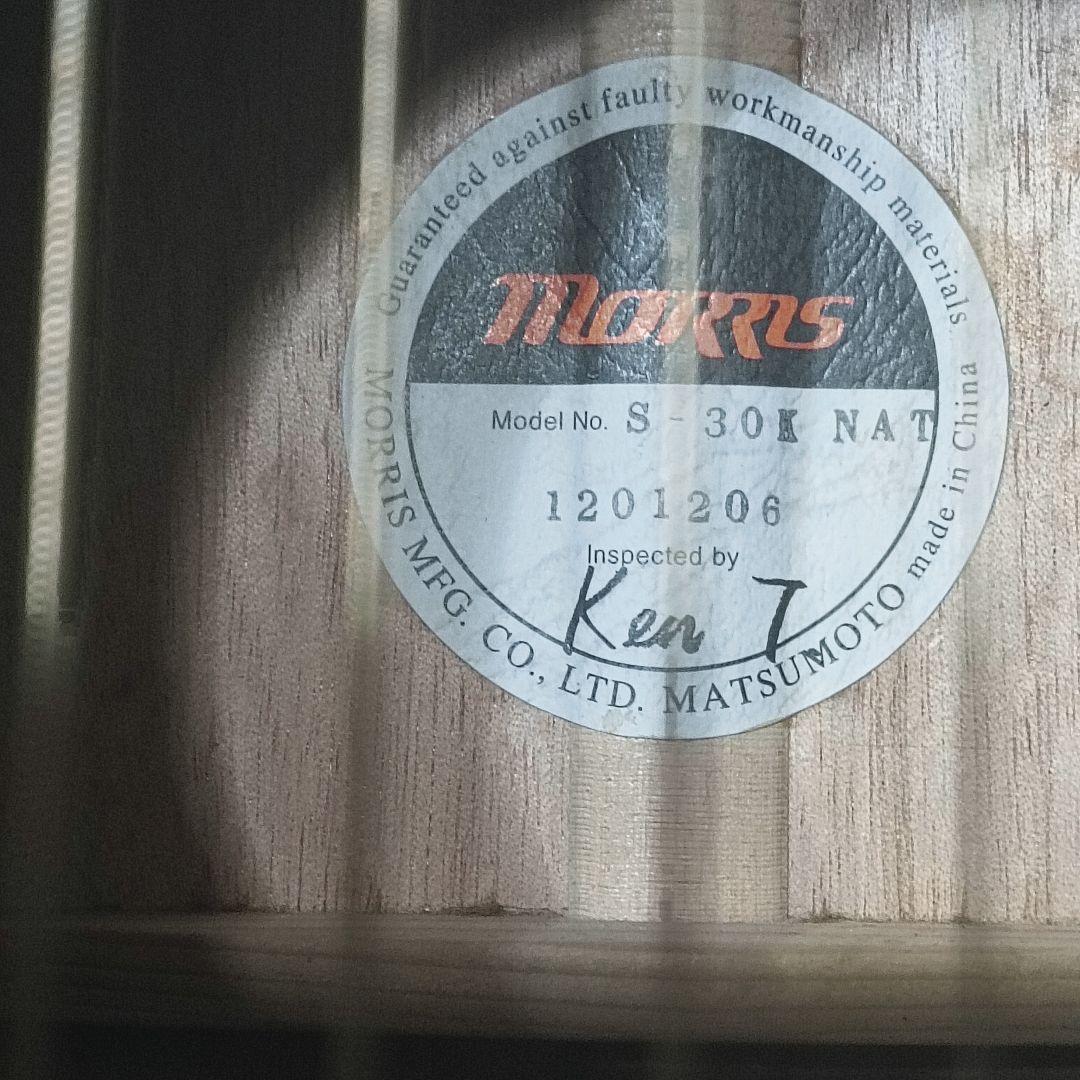 Guaranteed against faulty workmanship materials.
MORRIS
Model No. S-30K NAT
1201206
Inspected by
Ken T.
MORRIS MFG. CO., LTD. MATSUMOTO made in China